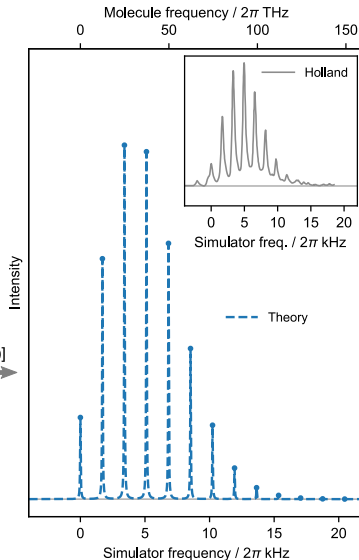 Molecule frequency / 2π THz
0 50 100 150
Holland
0 5 10 15 20
Simulator freq. / 2π kHz
Intensity
Theory
]
0 5 10 15 20
Simulator frequency / 2π kHz